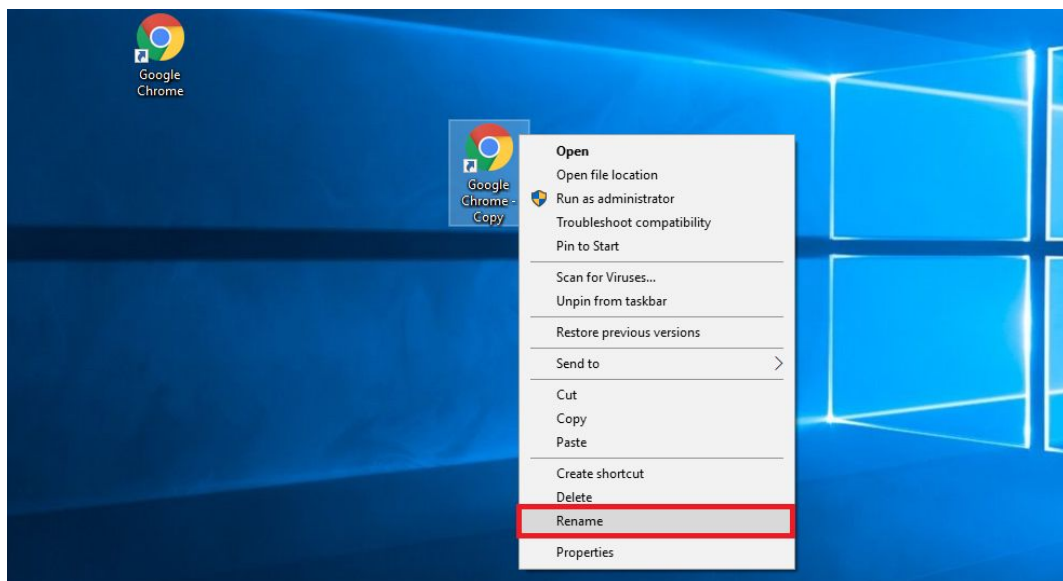 Google
Chrome
Google
Chrome -
Copy
Open
Open file location
Run as administrator
Troubleshoot compatibility
Pin to Start
Scan for Viruses...
Unpin from taskbar
Restore previous versions
Send to
Cut
Copy
Paste
Create shortcut
Delete
Rename
Properties